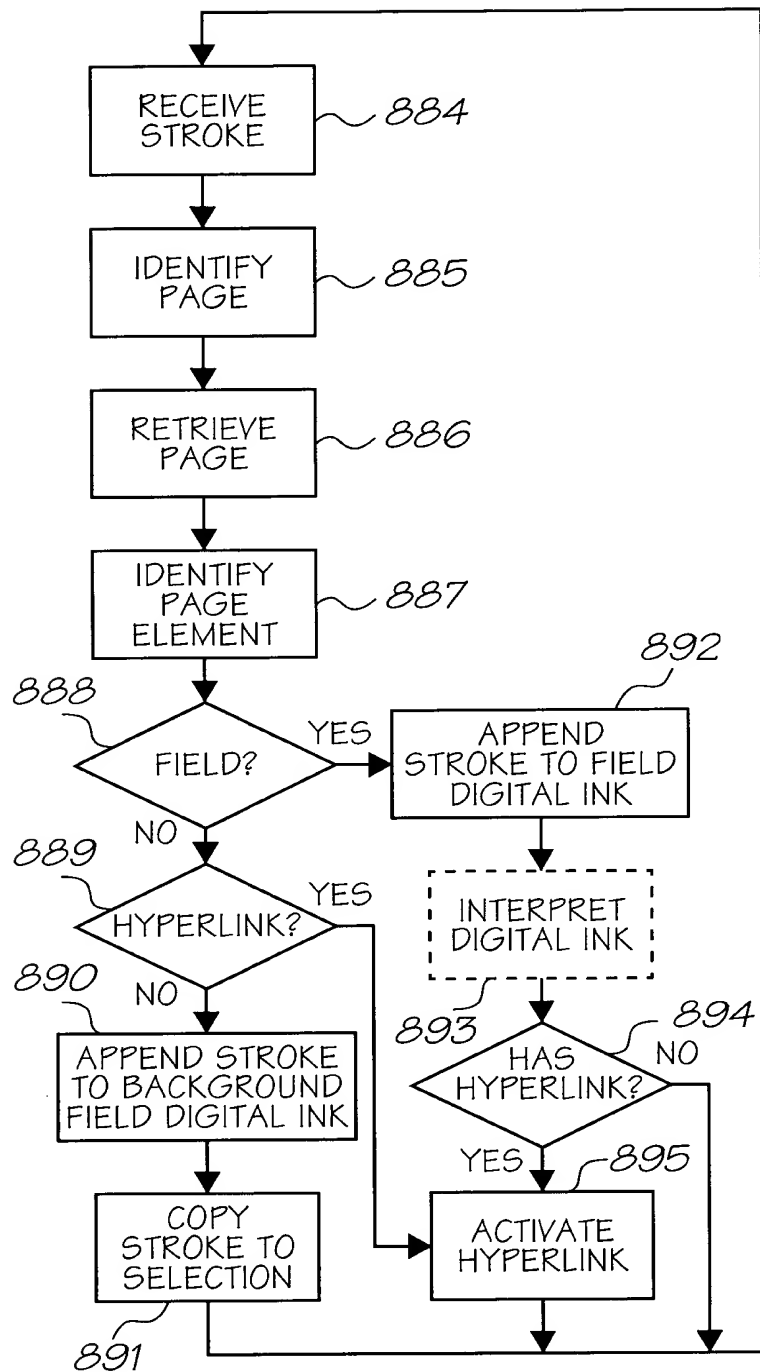 RECEIVE
STROKE
884
IDENTIFY
PAGE
885
RETRIEVE
PAGE
886
IDENTIFY
PAGE
ELEMENT
887
888
FIELD?
YES
NO
892
APPEND
STROKE TO FIELD
DIGITAL INK
889
HYPERLINK?
YES
NO
INTERPRET
DIGITAL INK
893
890
APPEND STROKE
TO BACKGROUND
FIELD DIGITAL INK
894
HAS
HYPERLINK?
NO
YES
895
COPY
STROKE TO
SELECTION
891
ACTIVATE
HYPERLINK